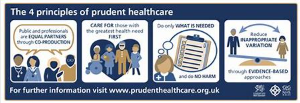 The 4 principles of prudent healthcare
Public and professionals
are EQUAL PARTNERS
through CO-PRODUCTION
CARE FOR those with
the greatest health need
FIRST
Do only WHAT IS NEEDED
and do NO HARM
Reduce
INAPPROPRIATE
VARIATION
through EVIDENCE-BASED
approaches
For further information visit www.prudenthealthcare.org.uk